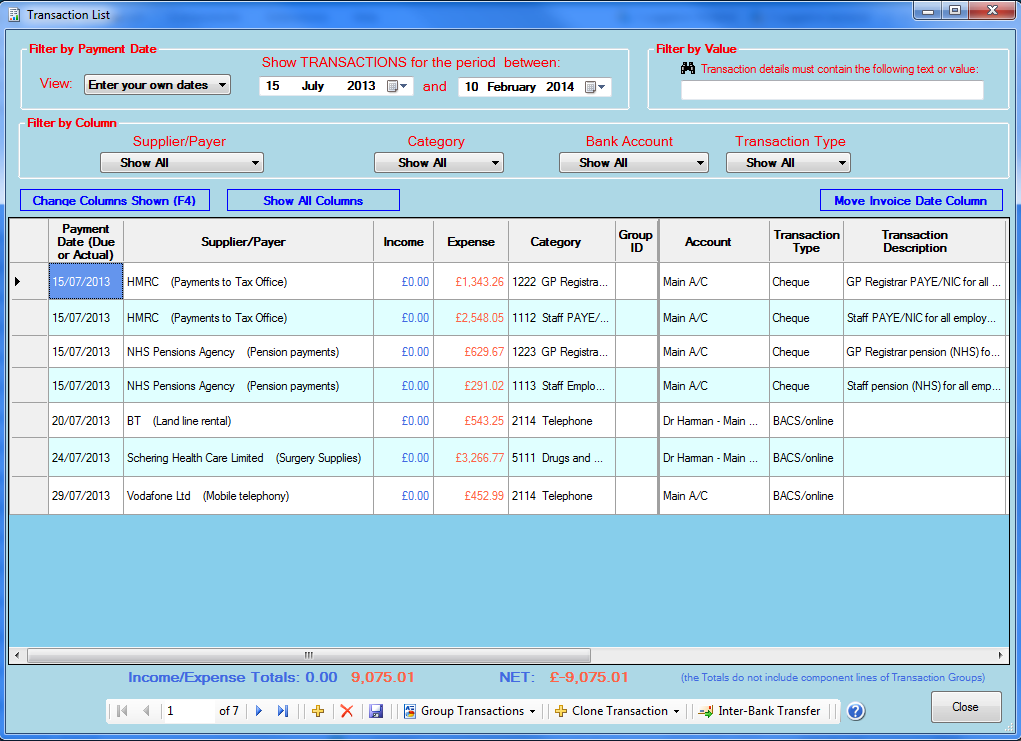 Transaction List
Filter by Payment Date
View: Enter your own dates
Show TRANSACTIONS for the period between:
15 July 2013 and 10 February 2014
Filter by Value
Transaction details must contain the following text or value:
Filter by Column
Supplier/Payer Category Bank Account Transaction Type
Show All Show All Show All Show All
Change Columns Shown (F4) Show All Columns Move Invoice Date Column
Payment Date (Due or Actual) Supplier/Payer Income Expense Category Group ID Account Transaction Type Transaction Description
15/07/2013 HMRC (Payments to Tax Office) £0.00 £1,343.26 1222 GP Registra... Main A/C Cheque GP Registrar PAYE/NIC for all ...
15/07/2013 HMRC (Payments to Tax Office) £0.00 £2,548.05 1112 Staff PAYE/... Main A/C Cheque Staff PAYE/NIC for all employ...
15/07/2013 NHS Pensions Agency (Pension payments) £0.00 £629.67 1223 GP Registra... Main A/C Cheque GP Registrar pension (NHS) fo...
15/07/2013 NHS Pensions Agency (Pension payments) £0.00 £291.02 1113 Staff Emplo... Main A/C Cheque Staff pension (NHS) for all emp...
20/07/2013 BT (Land line rental) £0.00 £543.25 2114 Telephone Dr Harman - Main ... BACS/online
24/07/2013 Schering Health Care Limited (Surgery Supplies) £0.00 £3,266.77 5111 Drugs and ... Dr Harman - Main ... BACS/online
29/07/2013 Vodafone Ltd (Mobile telephony) £0.00 £452.99 2114 Telephone Main A/C BACS/online
Income/Expense Totals: 0.00 9,075.01 NET: £-9,075.01 (the Totals do not include component lines of Transaction Groups)
1 of 7 Group Transactions Clone Transaction Inter-Bank Transfer ? Close